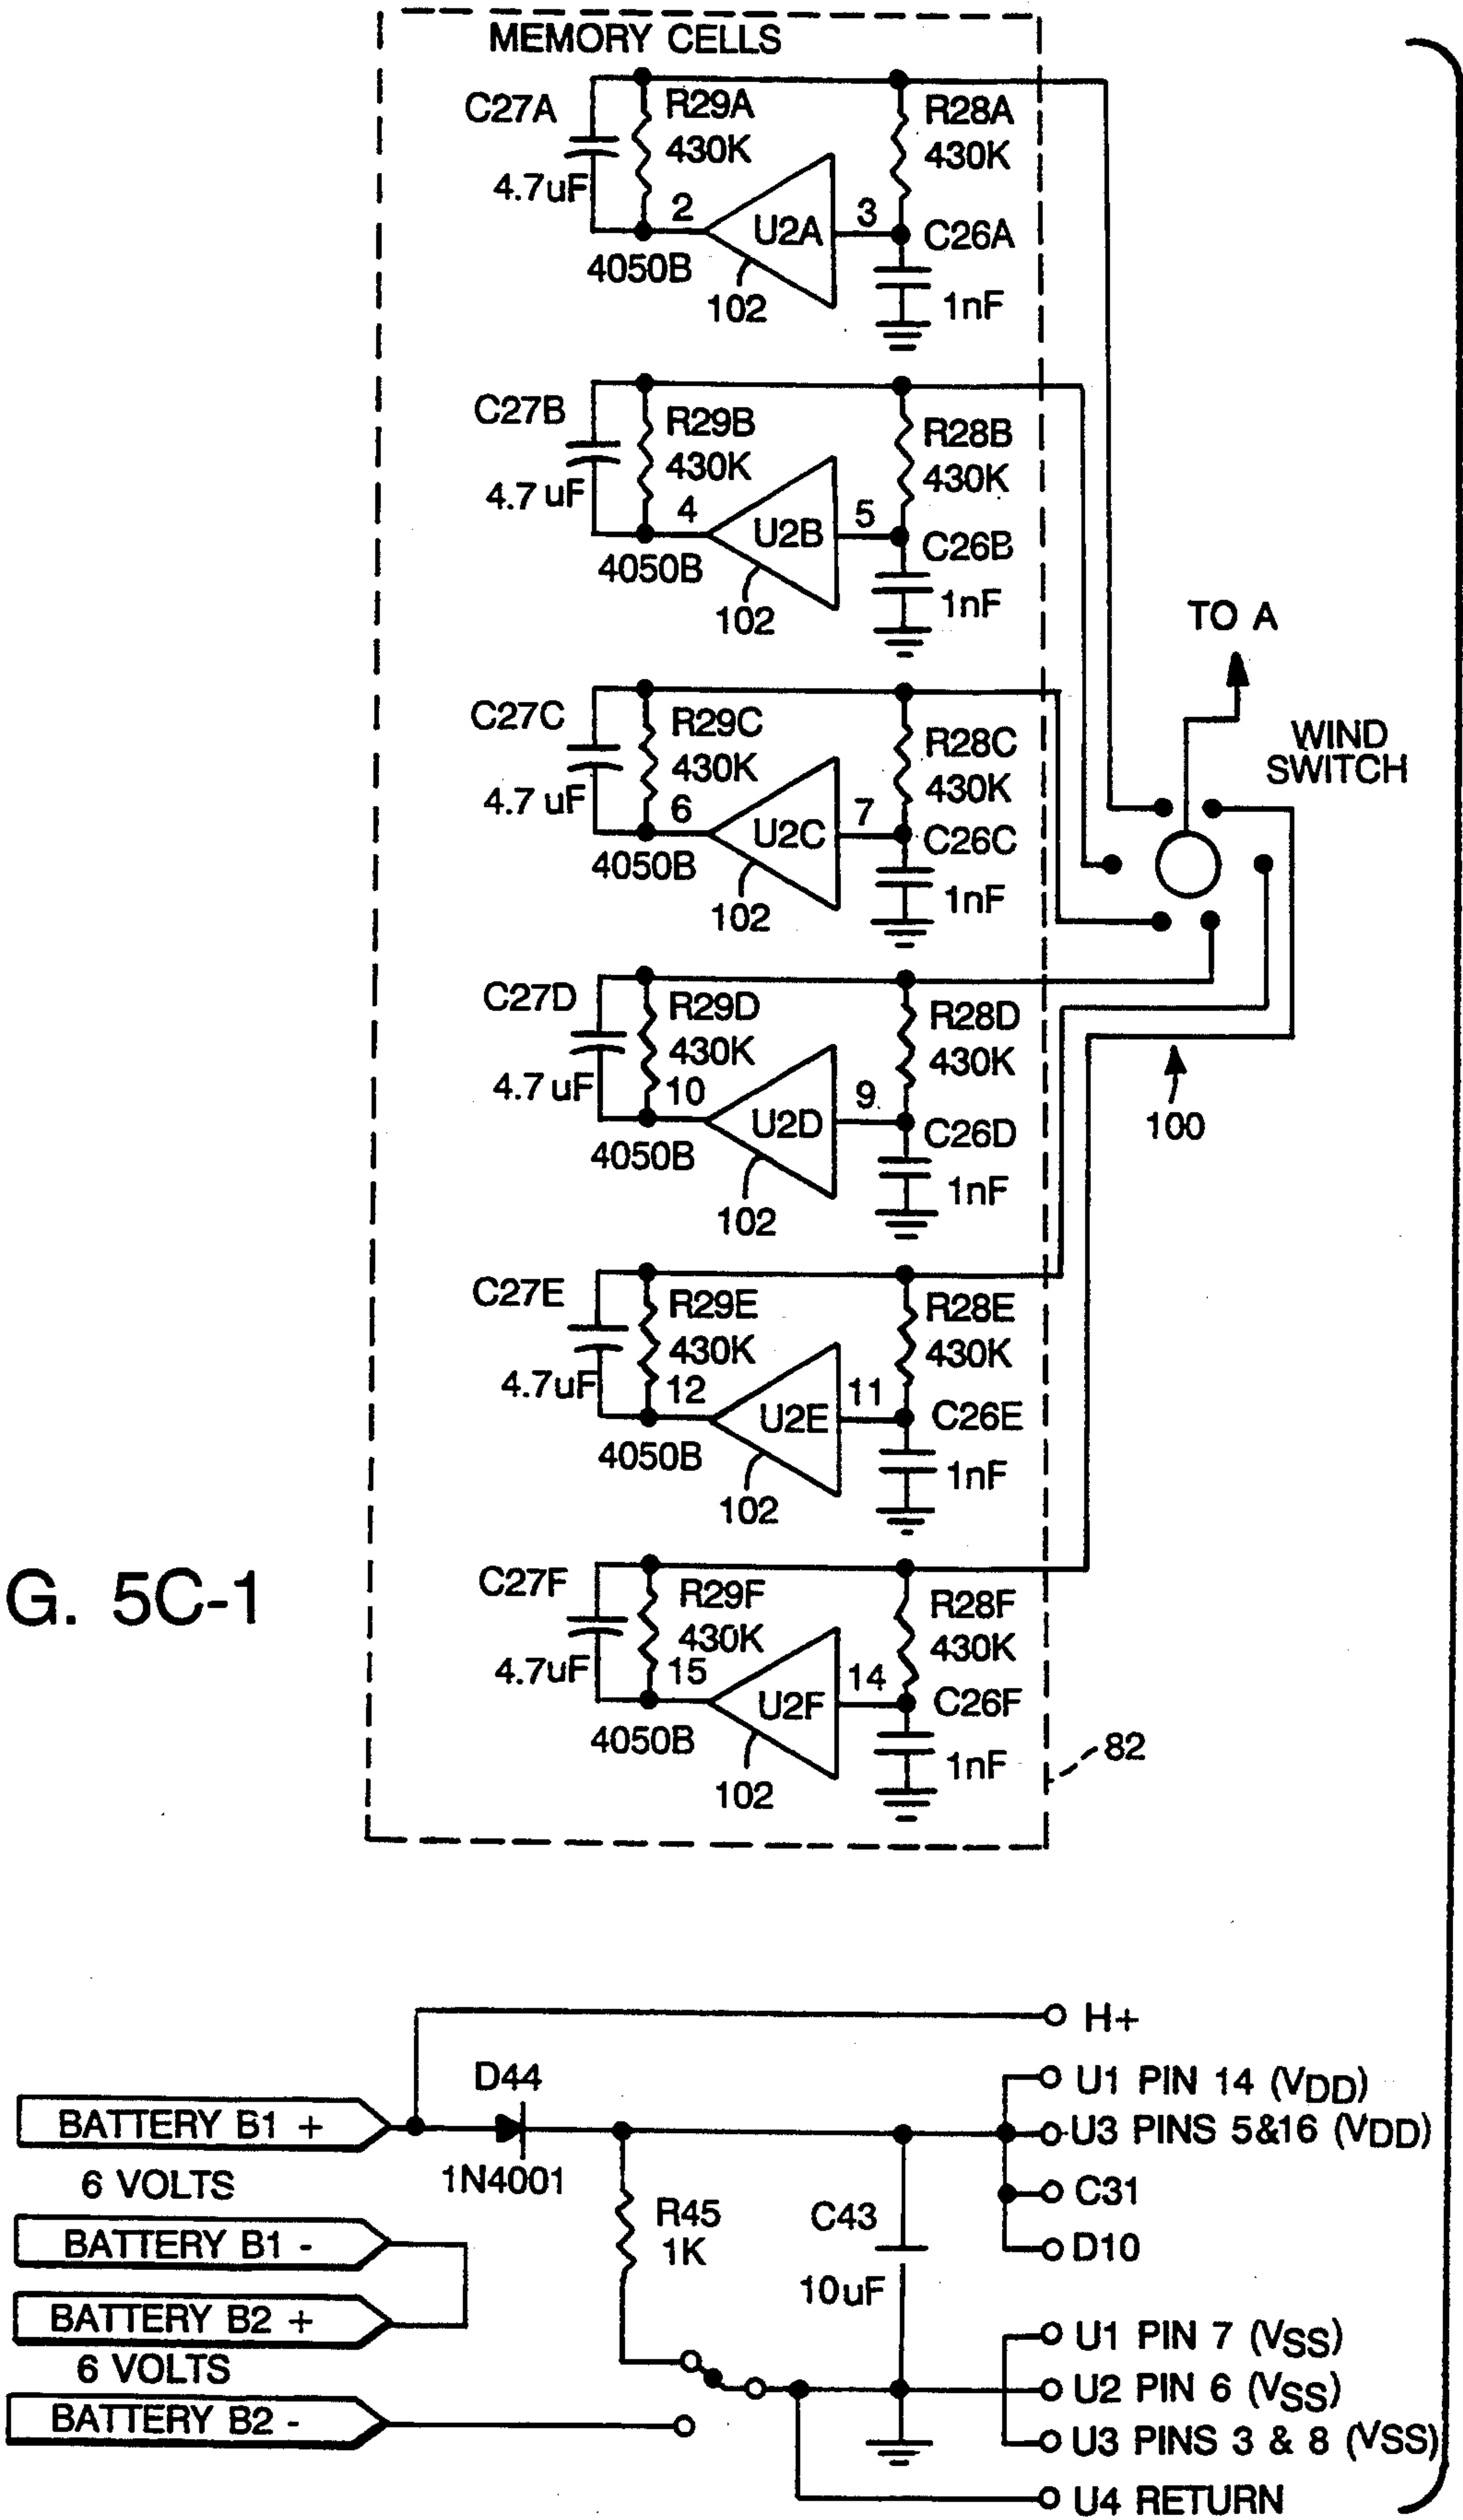 MEMORY CELLS
C27A
R29A
430K
R28A
430K
4.7uF
2
U2A
3
C26A
4050B
102
1nF
C27B
R29B
430K
R28B
430K
4.7 uF
4
U2B
5
C26B
4050B
102
1nF
TO A
C27C
R29C
430K
R28C
430K
WIND
SWITCH
4.7 uF
6
U2C
7
C26C
4050B
102
1nF
C27D
R29D
430K
R28D
430K
4.7 uF
10
U2D
9
C26D
100
4050B
102
1nF
C27E
R29E
430K
R28E
430K
4.7uF
12
U2E
11
C26E
4050B
102
1nF
G. 5C-1
C27F
R29F
430K
R28F
430K
4.7uF
15
U2F
14
C26F
4050B
102
1nF
82
H+
D44
U1 PIN 14 (VDD)
BATTERY B1 +
U3 PINS 5&16 (VDD)
6 VOLTS
1N4001
C31
R45
1K
C43
BATTERY B1 -
D10
10uF
BATTERY B2 +
U1 PIN 7 (VSS)
6 VOLTS
U2 PIN 6 (VSS)
BATTERY B2 -
U3 PINS 3 & 8 (VSS)
U4 RETURN